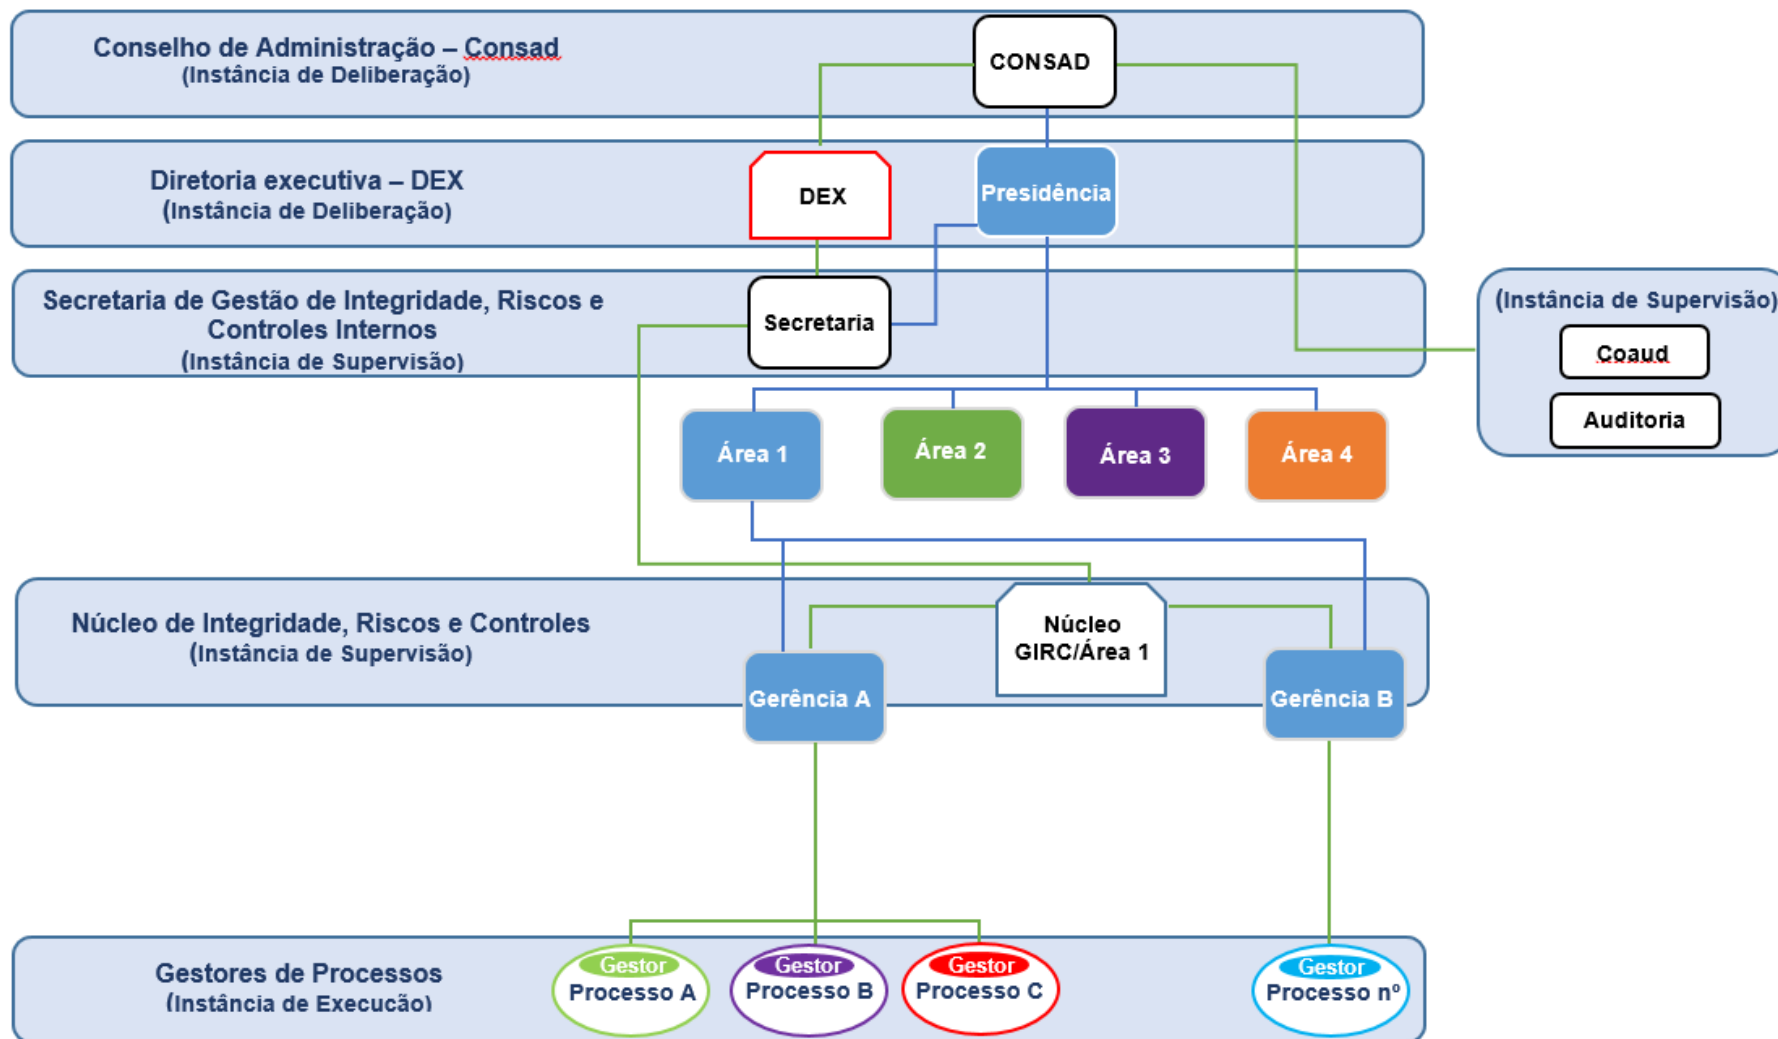 Conselho de Administração – Consad
(Instância de Deliberação)
CONSAD
Diretoria executiva – DEX
(Instância de Deliberação)
DEX
Presidência
Secretaria de Gestão de Integridade, Riscos e
Controles Internos
(Instância de Supervisão)
Secretaria
(Instância de Supervisão)
Coaud
Auditoria
Área 1
Área 2
Área 3
Área 4
Núcleo de Integridade, Riscos e Controles
(Instância de Supervisão)
Núcleo
GIRC/Área 1
Gerência A
Gerência B
Gestores de Processos
(Instância de Execução)
Gestor
Processo A
Gestor
Processo B
Gestor
Processo C
Gestor
Processo nº